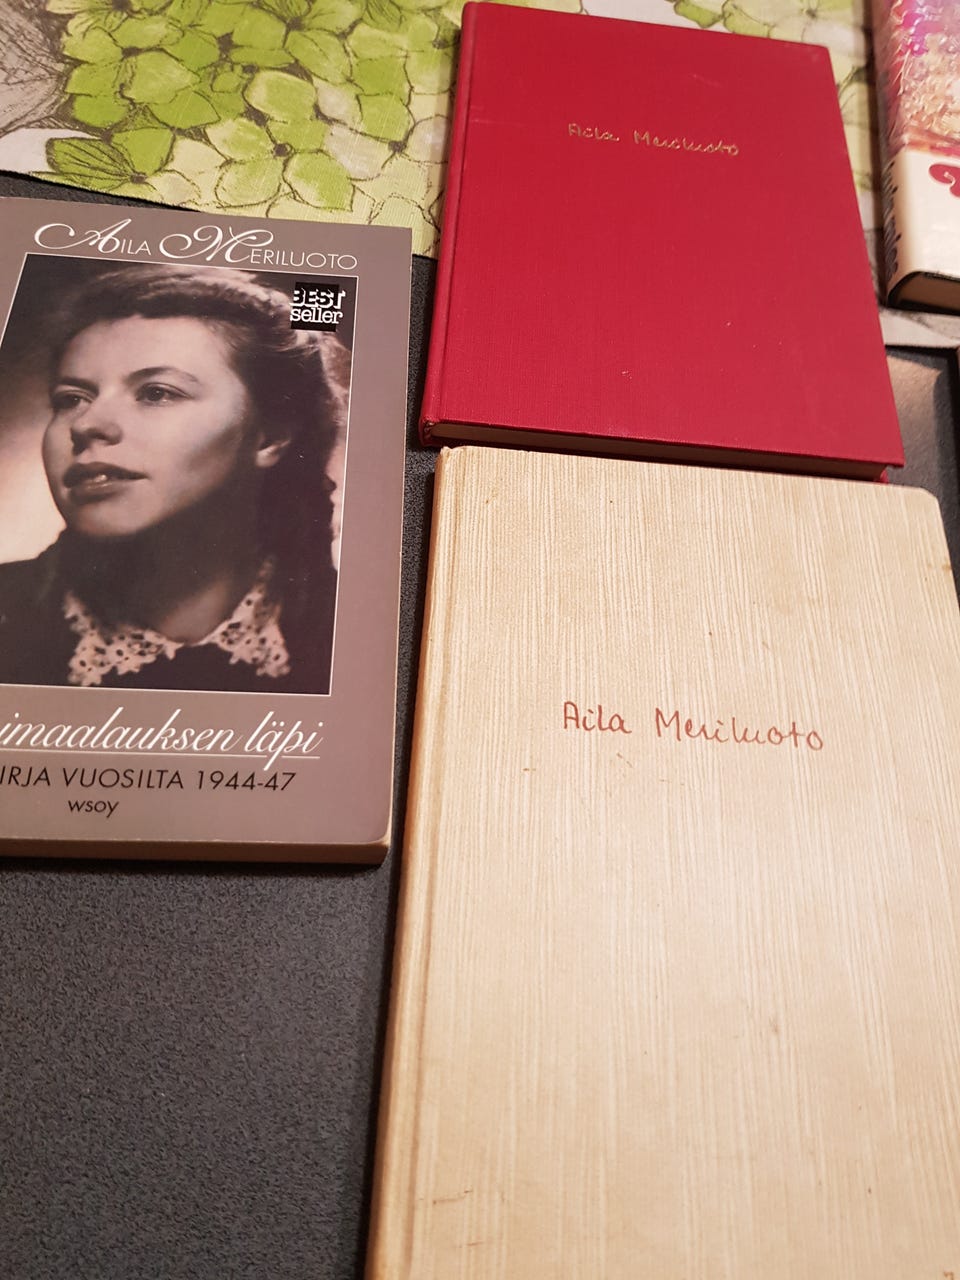 AILA MERILUOTO
BEST
seller
imaalauksen läpi
IRJA VUOSILTA 1944-47
wsoy
Aila Meriluoto
Aila Meriluoto